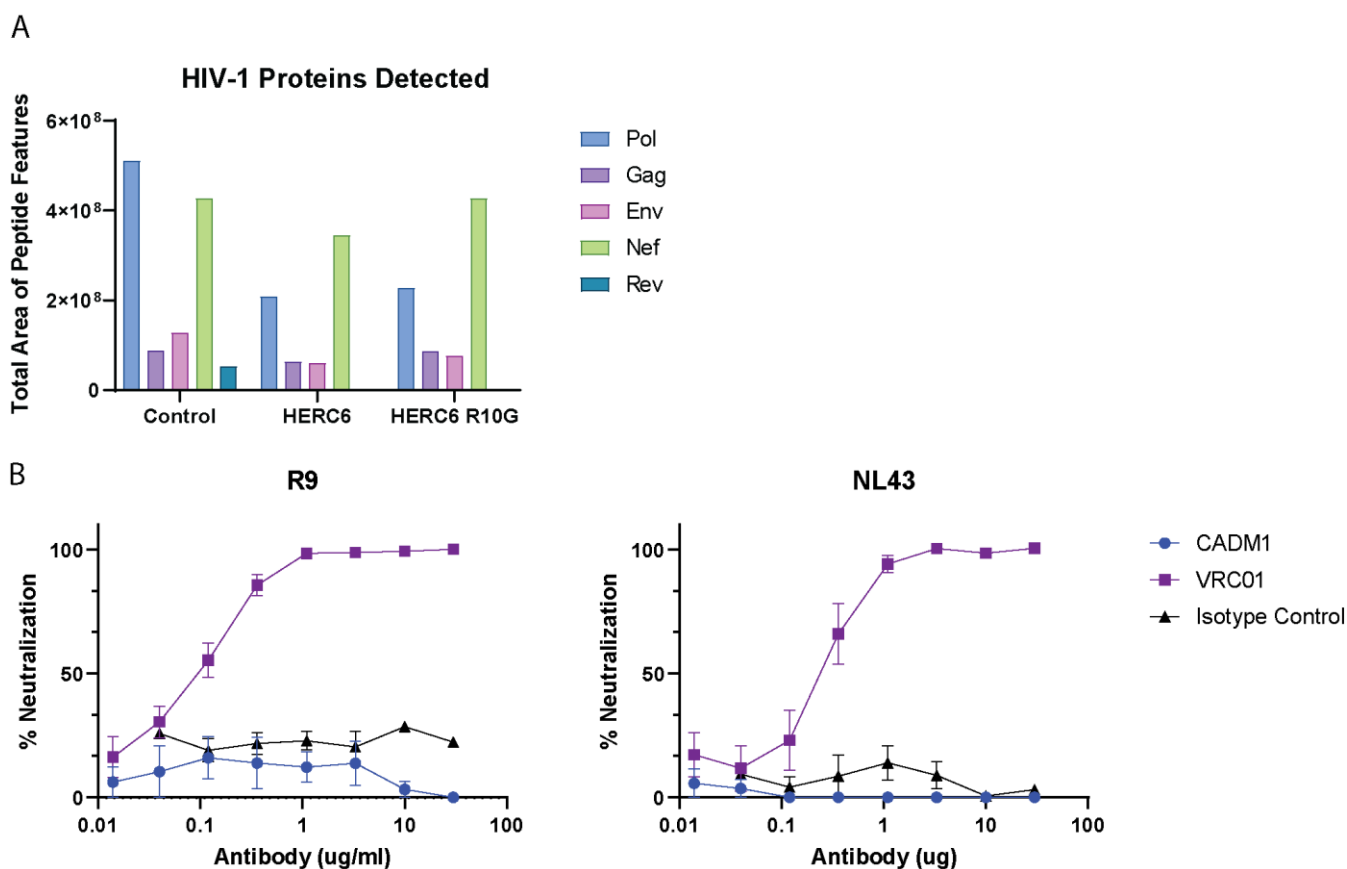 A
HIV-1 Proteins Detected
Total Area of Peptide Features
6×10⁸
4×10⁸
2×10⁸
0
Control
HERC6
HERC6 R10G
Pol
Gag
Env
Nef
Rev
B
R9
% Neutralization
100
50
0
0.01
0.1
1
10
100
Antibody (ug/ml)
NL43
% Neutralization
100
50
0
0.01
0.1
1
10
100
Antibody (ug)
CADM1
VRC01
Isotype Control